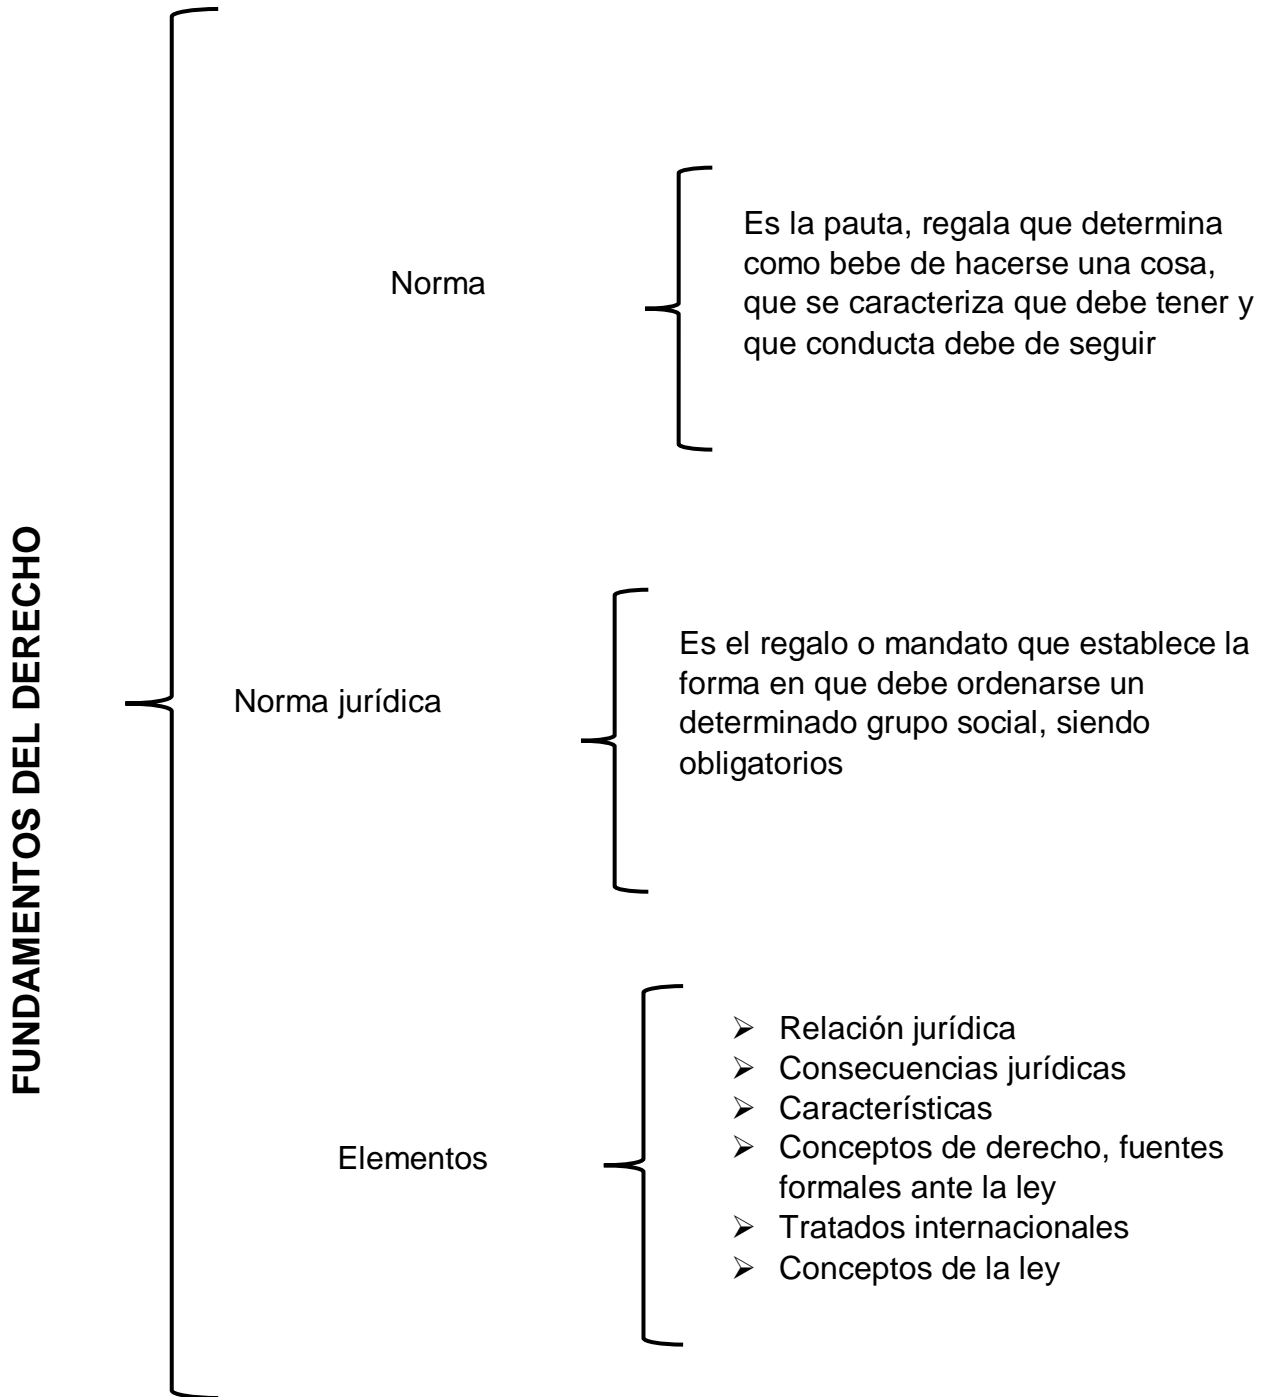 FUNDAMENTOS DEL DERECHO
Norma
Es la pauta, regala que determina
como bebe de hacerse una cosa,
que se caracteriza que debe tener y
que conducta debe de seguir
Norma jurídica
Es el regalo o mandato que establece la
forma en que debe ordenarse un
determinado grupo social, siendo
obligatorios
Elementos
➢ Relación jurídica
➢ Consecuencias jurídicas
➢ Características
➢ Conceptos de derecho, fuentes
formales ante la ley
➢ Tratados internacionales
➢ Conceptos de la ley